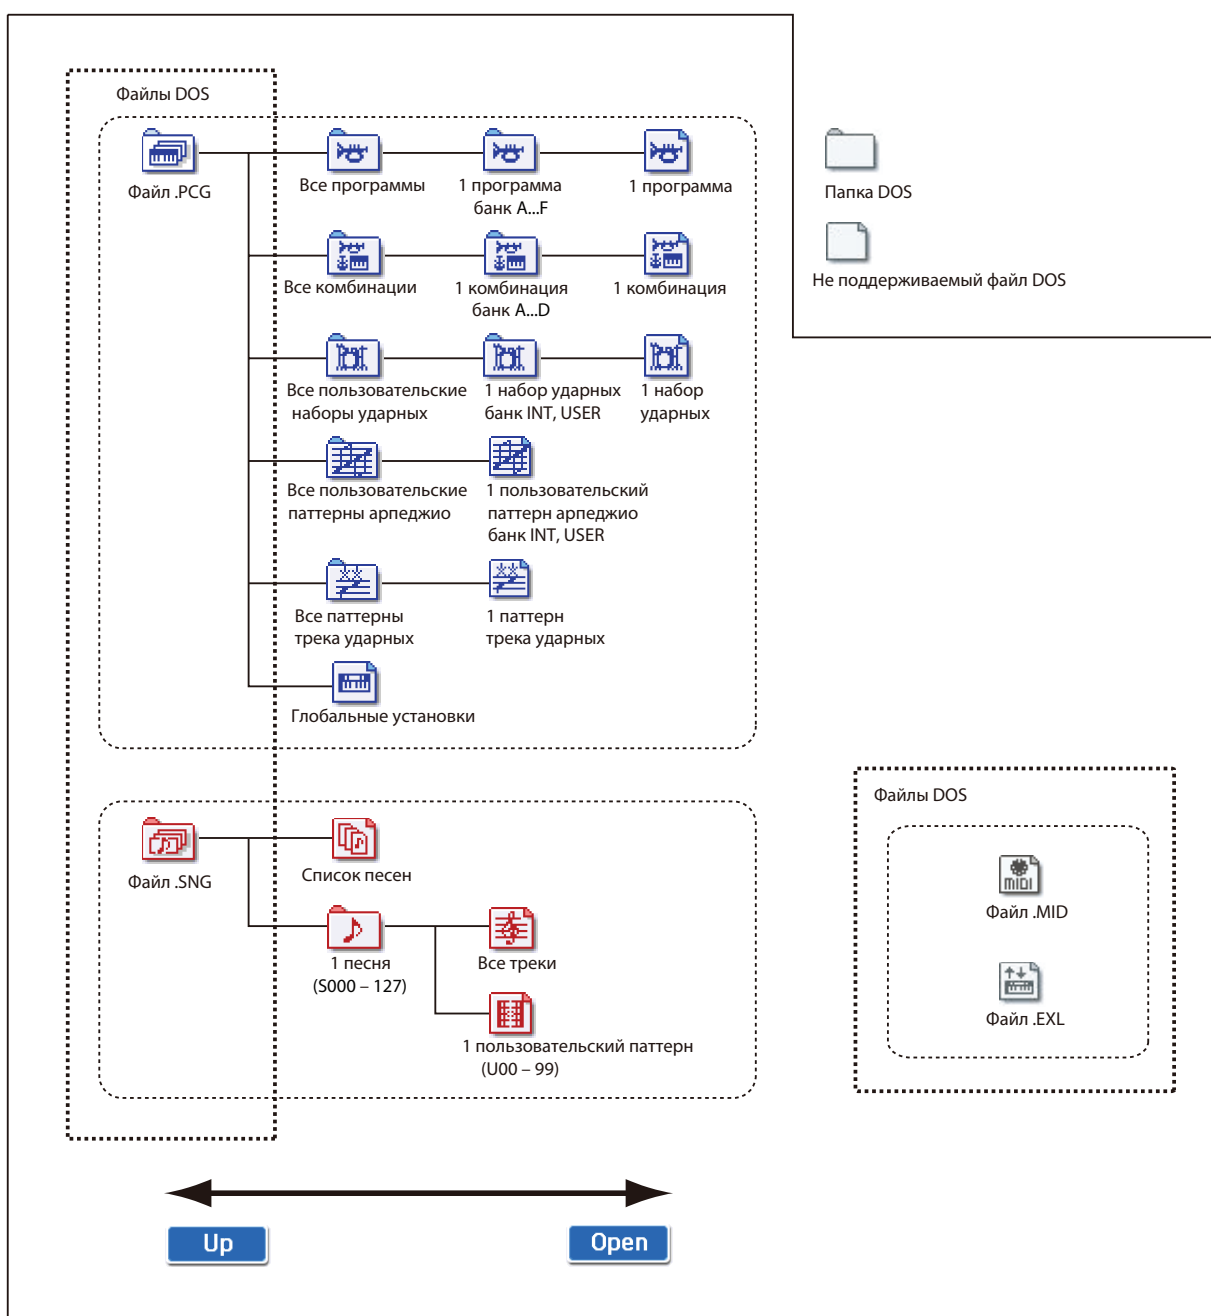 Файлы DOS
Файл .PCG
Все программы
1 программа
банк A...F
1 программа
Все комбинации
1 комбинация
банк A...D
1 комбинация
Все пользовательские
наборы ударных
1 набор ударных
банк INT, USER
1 набор
ударных
Все пользовательские
паттерны арпеджио
1 пользовательский
паттерн арпеджио
банк INT, USER
Все паттерны
трека ударных
1 паттерн
трека ударных
Глобальные установки
Папка DOS
Не поддерживаемый файл DOS
Файл .SNG
Список песен
1 песня
(S000 – 127)
Все треки
1 пользовательский паттерн
(U00 – 99)
Файлы DOS
MIDI
Файл .MID
Файл .EXL
Up
Open